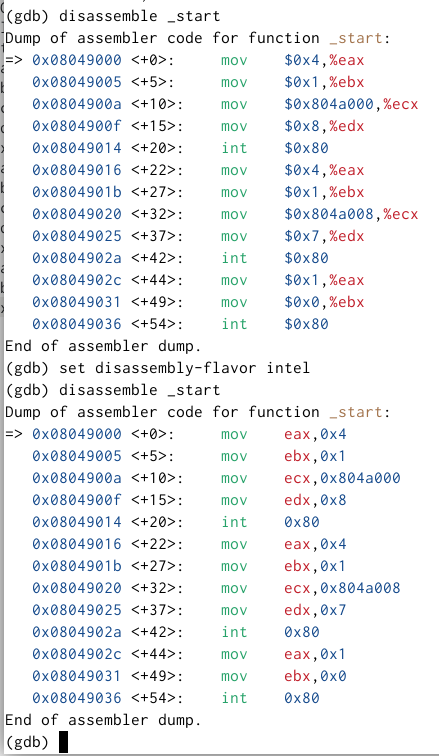 (gdb) disassemble _start
Dump of assembler code for function _start:
=> 0x08049000 <+0>:     mov    $0x4,%eax
   0x08049005 <+5>:     mov    $0x1,%ebx
   0x0804900a <+10>:    mov    $0x804a000,%ecx
   0x0804900f <+15>:    mov    $0x8,%edx
   0x08049014 <+20>:    int    $0x80
   0x08049016 <+22>:    mov    $0x4,%eax
   0x0804901b <+27>:    mov    $0x1,%ebx
   0x08049020 <+32>:    mov    $0x804a008,%ecx
   0x08049025 <+37>:    mov    $0x7,%edx
   0x0804902a <+42>:    int    $0x80
   0x0804902c <+44>:    mov    $0x1,%eax
   0x08049031 <+49>:    mov    $0x0,%ebx
   0x08049036 <+54>:    int    $0x80
End of assembler dump.
(gdb) set disassembly-flavor intel
(gdb) disassemble _start
Dump of assembler code for function _start:
=> 0x08049000 <+0>:     mov    eax,0x4
   0x08049005 <+5>:     mov    ebx,0x1
   0x0804900a <+10>:    mov    ecx,0x804a000
   0x0804900f <+15>:    mov    edx,0x8
   0x08049014 <+20>:    int    0x80
   0x08049016 <+22>:    mov    eax,0x4
   0x0804901b <+27>:    mov    ebx,0x1
   0x08049020 <+32>:    mov    ecx,0x804a008
   0x08049025 <+37>:    mov    edx,0x7
   0x0804902a <+42>:    int    0x80
   0x0804902c <+44>:    mov    eax,0x1
   0x08049031 <+49>:    mov    ebx,0x0
   0x08049036 <+54>:    int    0x80
End of assembler dump.
(gdb)